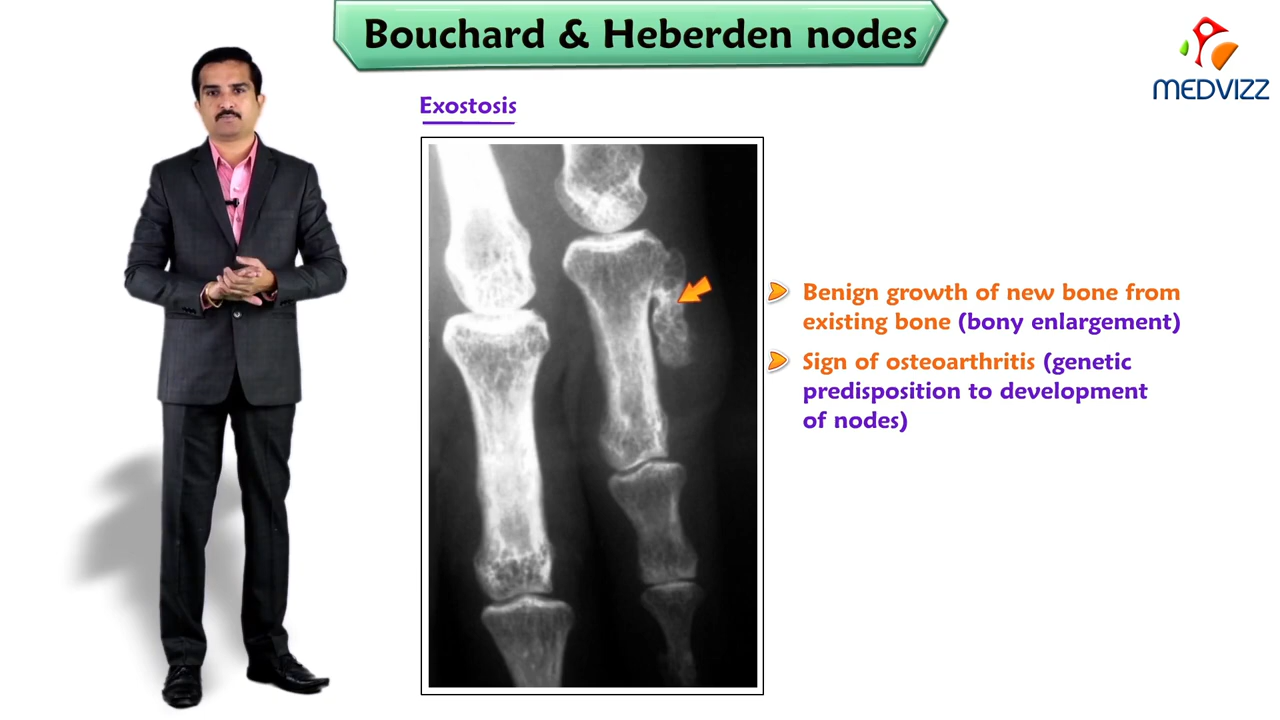 Bouchard & Heberden nodes
MEDVIZZ
Exostosis
Benign growth of new bone from
existing bone (bony enlargement)
Sign of osteoarthritis (genetic
predisposition to development
of nodes)